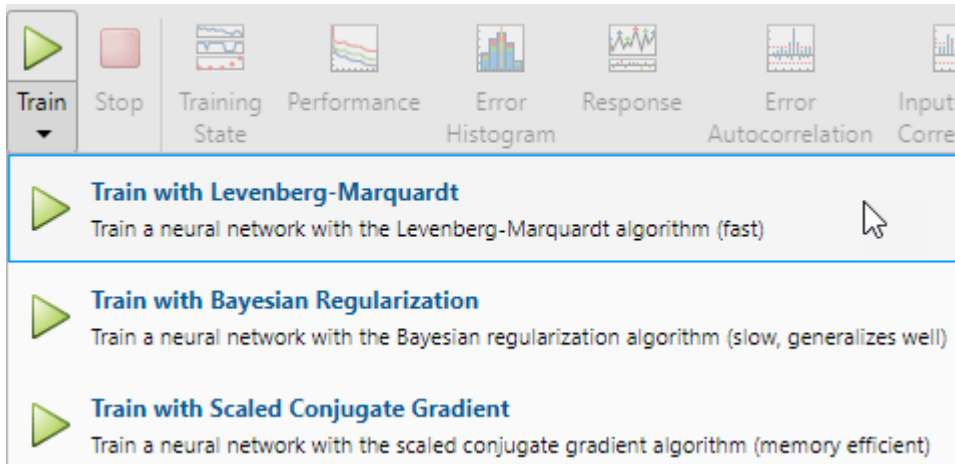 Train Stop Training State Performance Error Histogram Response Error Autocorrelation Input Corre
Train with Levenberg-Marquardt
Train a neural network with the Levenberg-Marquardt algorithm (fast)
Train with Bayesian Regularization
Train a neural network with the Bayesian regularization algorithm (slow, generalizes well)
Train with Scaled Conjugate Gradient
Train a neural network with the scaled conjugate gradient algorithm (memory efficient)